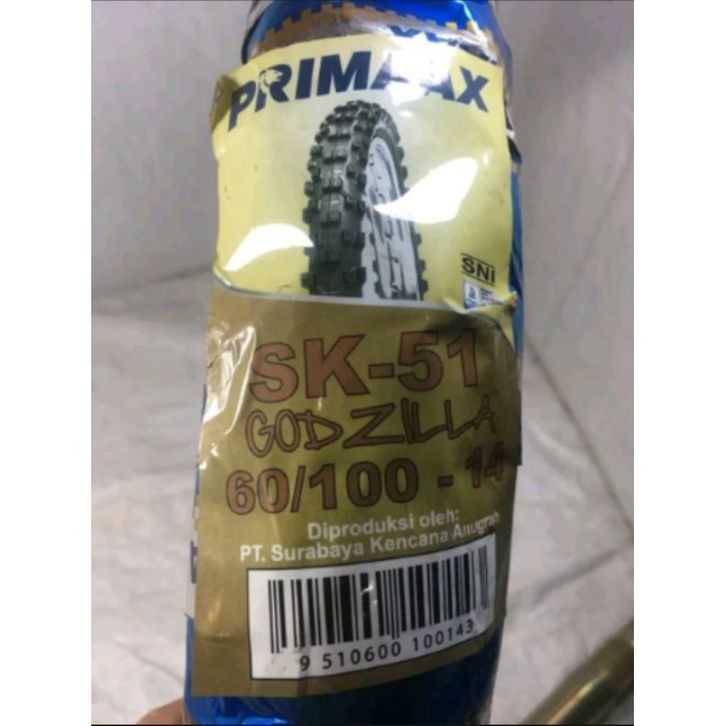 PRIMAAX
SNI
SK-51
GODZILLA
60/100 - 14
Diproduksi oleh:
PT. Surabaya Kencana Anugrah
9 510600 100143